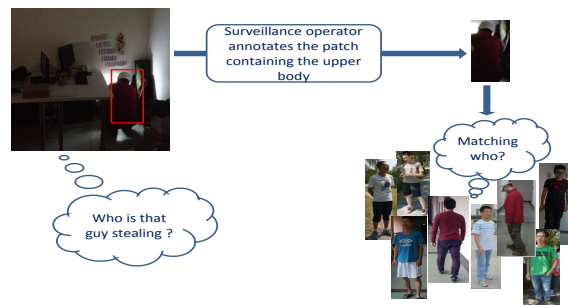 Surveillance operator
annotates the patch
containing the upper
body
Matching
who?
Who is that
guy stealing ?